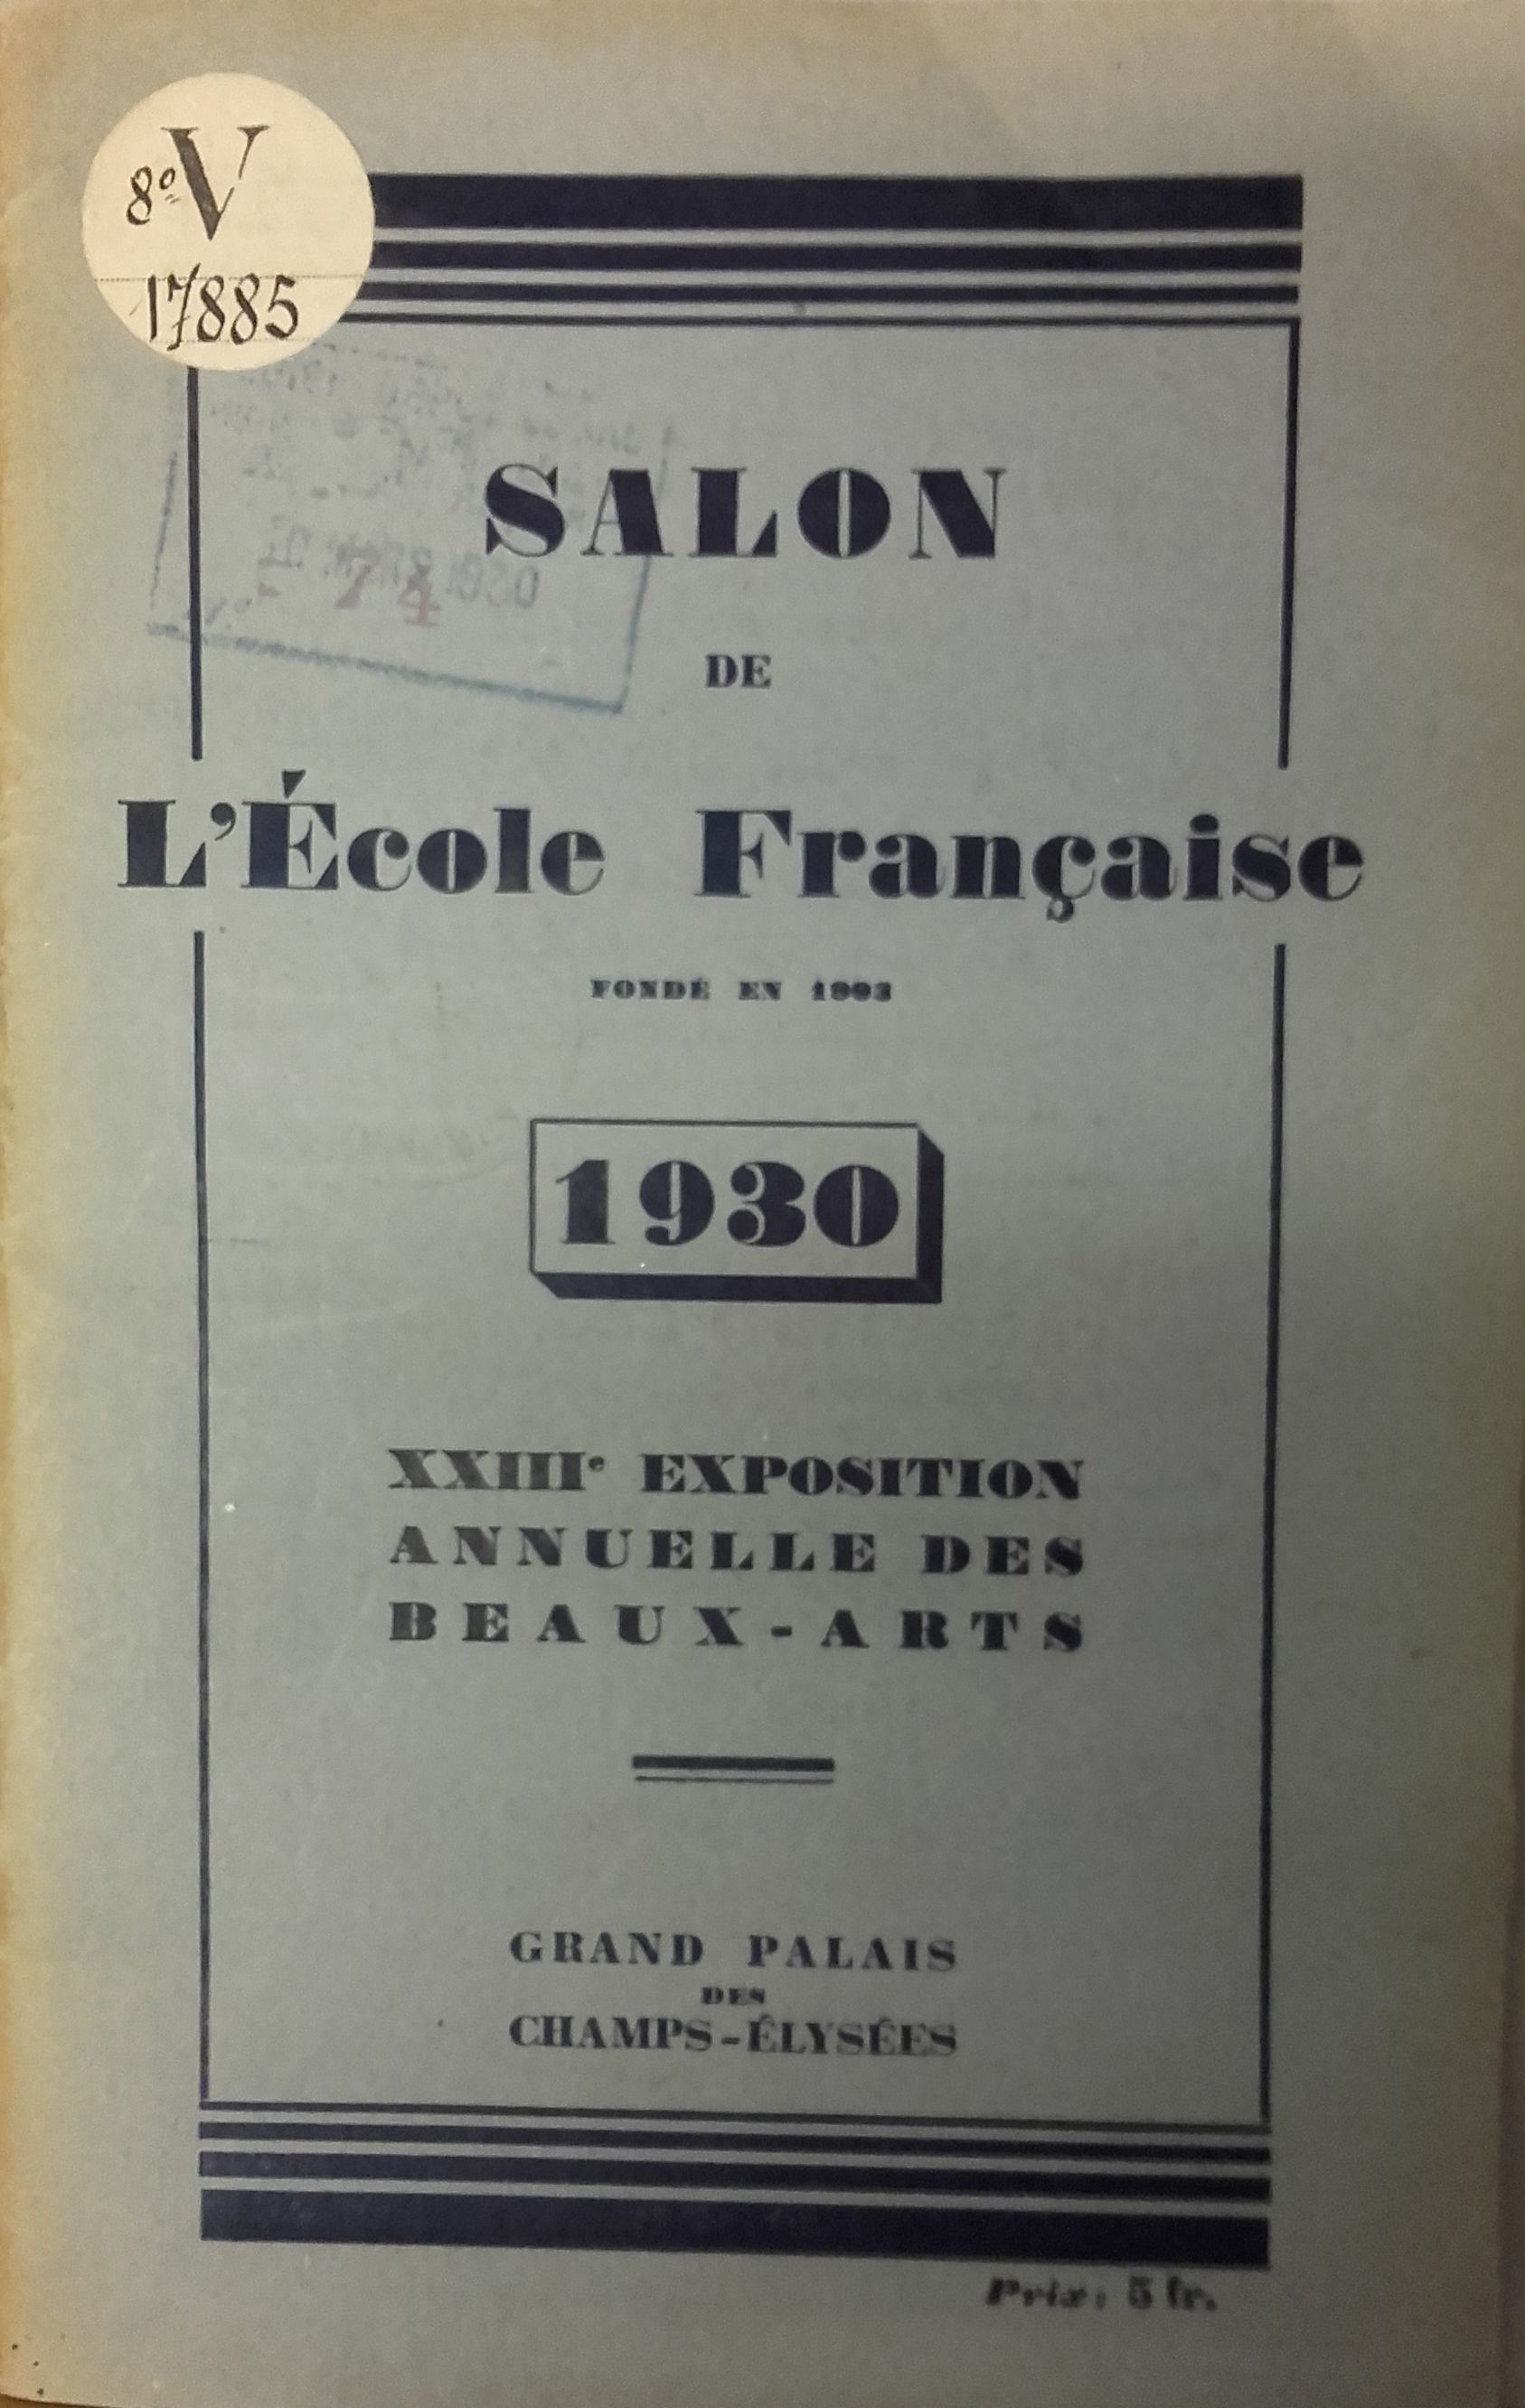 8º V
17885
SALON
DE
L'École Française
FONDÉ EN 1903
1930
XXIIIe EXPOSITION
ANNUELLE DES
BEAUX-ARTS
GRAND PALAIS
DES
CHAMPS-ÉLYSÉES
Prix: 5 fr.